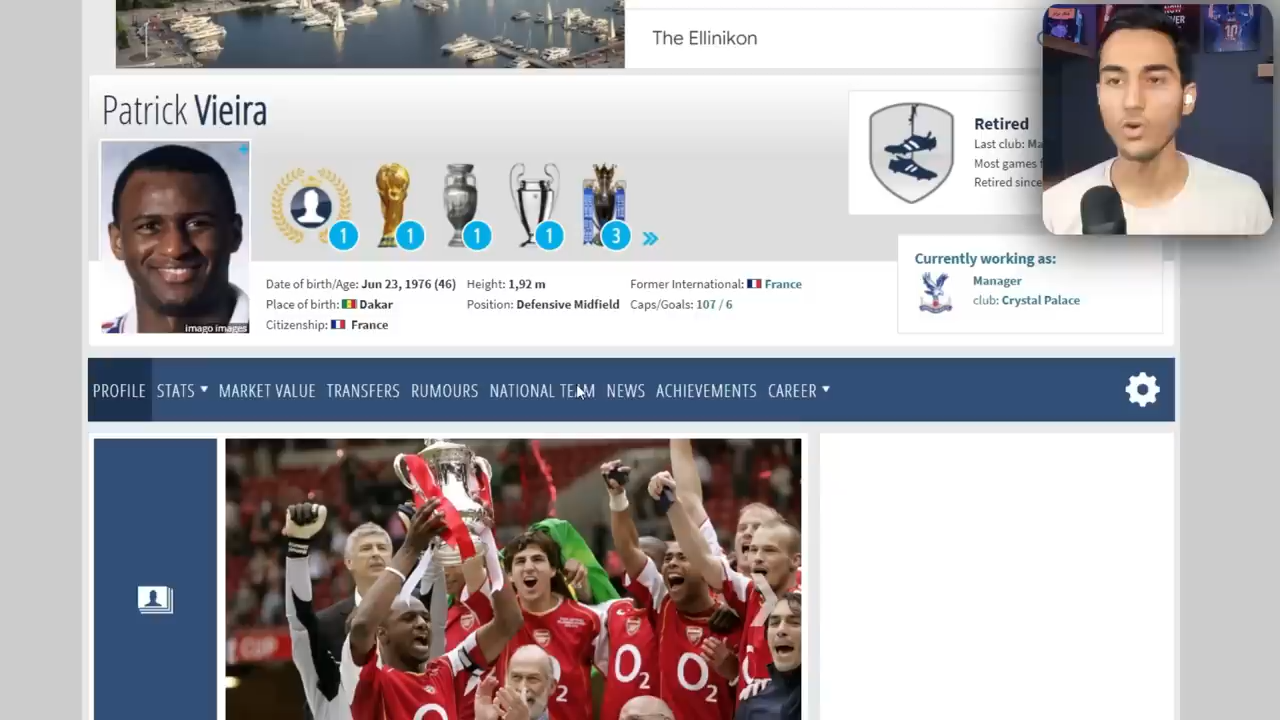 The Ellinikon
Patrick Vieira
1
1
1
1
3
imago images
Date of birth/Age: Jun 23, 1976 (46)
Place of birth: Dakar
Citizenship: France
Height: 1,92 m
Position: Defensive Midfield
Former International: France
Caps/Goals: 107 / 6
Retired
Last club: Ma
Most games
Retired since
Currently working as:
Manager
club: Crystal Palace
PROFILE STATS MARKET VALUE TRANSFERS RUMOURS NATIONAL TEAM NEWS ACHIEVEMENTS CAREER
O2
O2
10